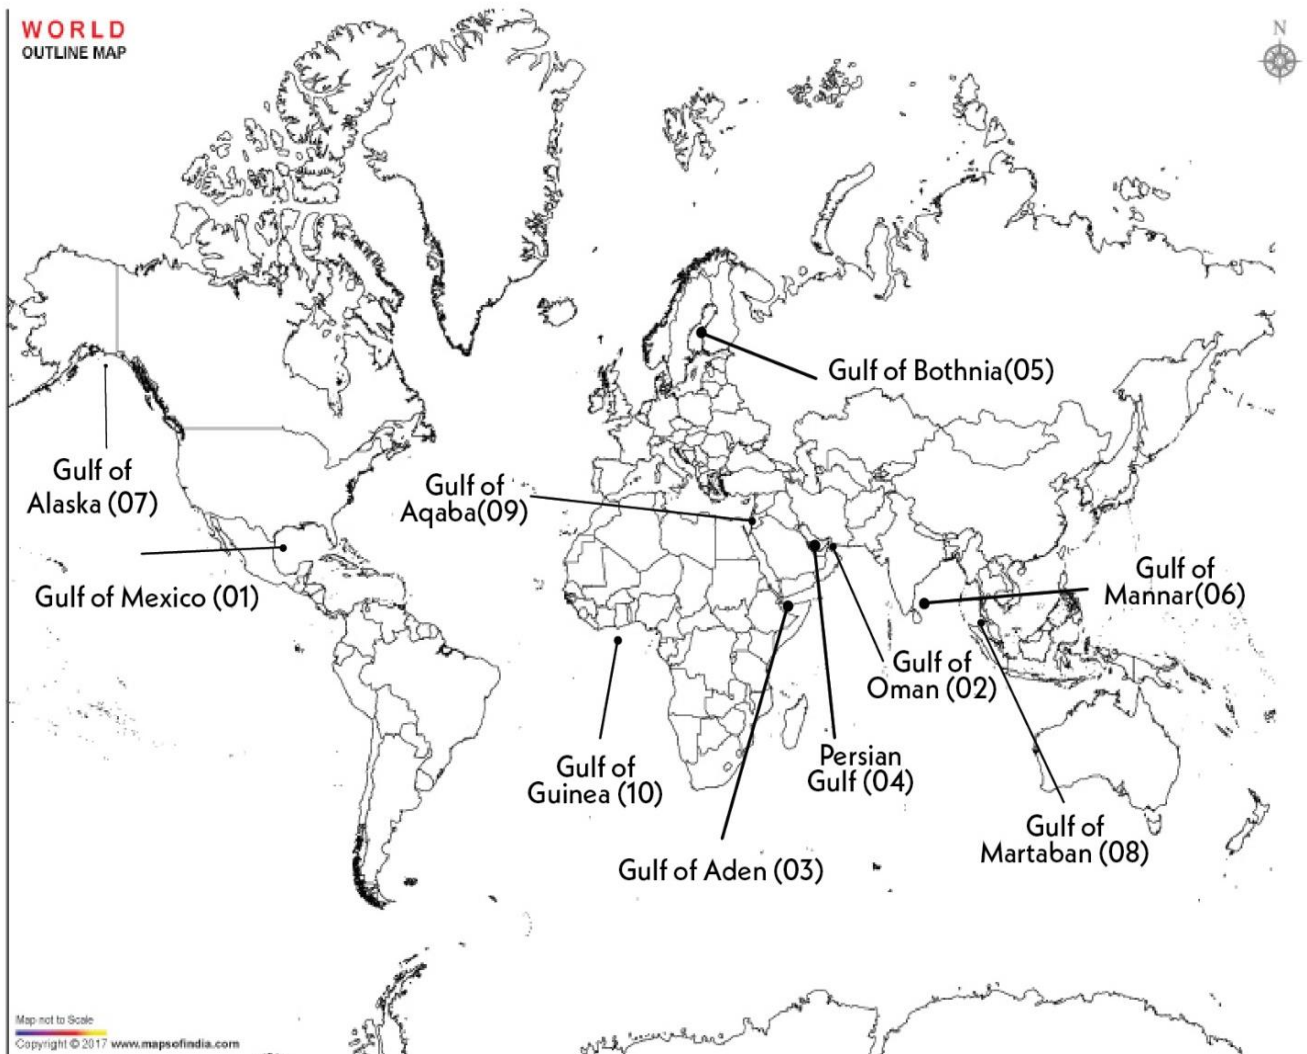 WORLD
OUTLINE MAP
N
Gulf of Bothnia(05)
Gulf of
Alaska (07)
Gulf of
Aqaba(09)
Gulf of
Mannar(06)
Gulf of Mexico (01)
Gulf of
Oman (02)
Gulf of
Guinea (10)
Persian
Gulf (04)
Gulf of
Martaban (08)
Gulf of Aden (03)
Map not to Scale
Copyright © 2017 www.mapsofindia.com